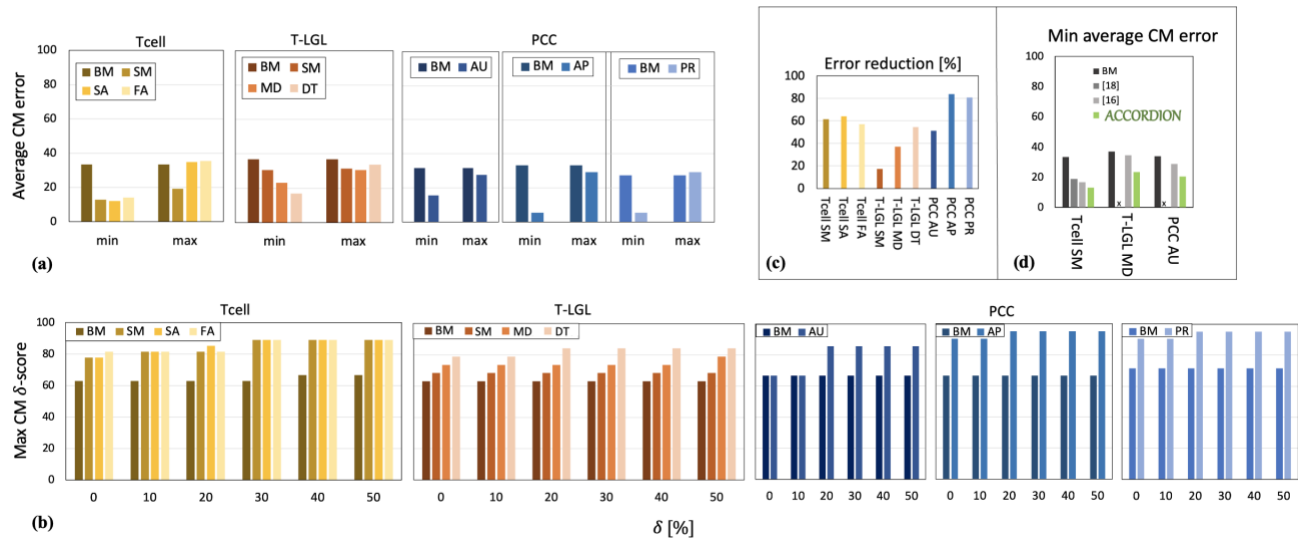 (a)
Tcell
T-LGL
PCC
Average CM error
100
80
60
40
20
0
BM SM
SA FA
BM SM
MD DT
BM AU
BM AP
BM PR
min max
min max
min max
min max
min max
(c)
Error reduction [%]
100
80
60
40
20
0
Tcell SM
Tcell SA
Tcell FA
T-LGL SM
T-LGL MD
T-LGL DT
PCC AU
PCC AP
PCC PR
(d)
Min average CM error
100
80
60
40
20
0
BM
[18]
[16]
ACCORDION
x
x
Tcell SM
T-LGL MD
PCC AU
(b)
Tcell
T-LGL
PCC
Max CM δ-score
100
80
60
40
20
0
BM SM SA FA
BM SM MD DT
BM AU
BM AP
BM PR
0 10 20 30 40 50
0 10 20 30 40 50
0 10 20 30 40 50
0 10 20 30 40 50
0 10 20 30 40 50
δ [%]